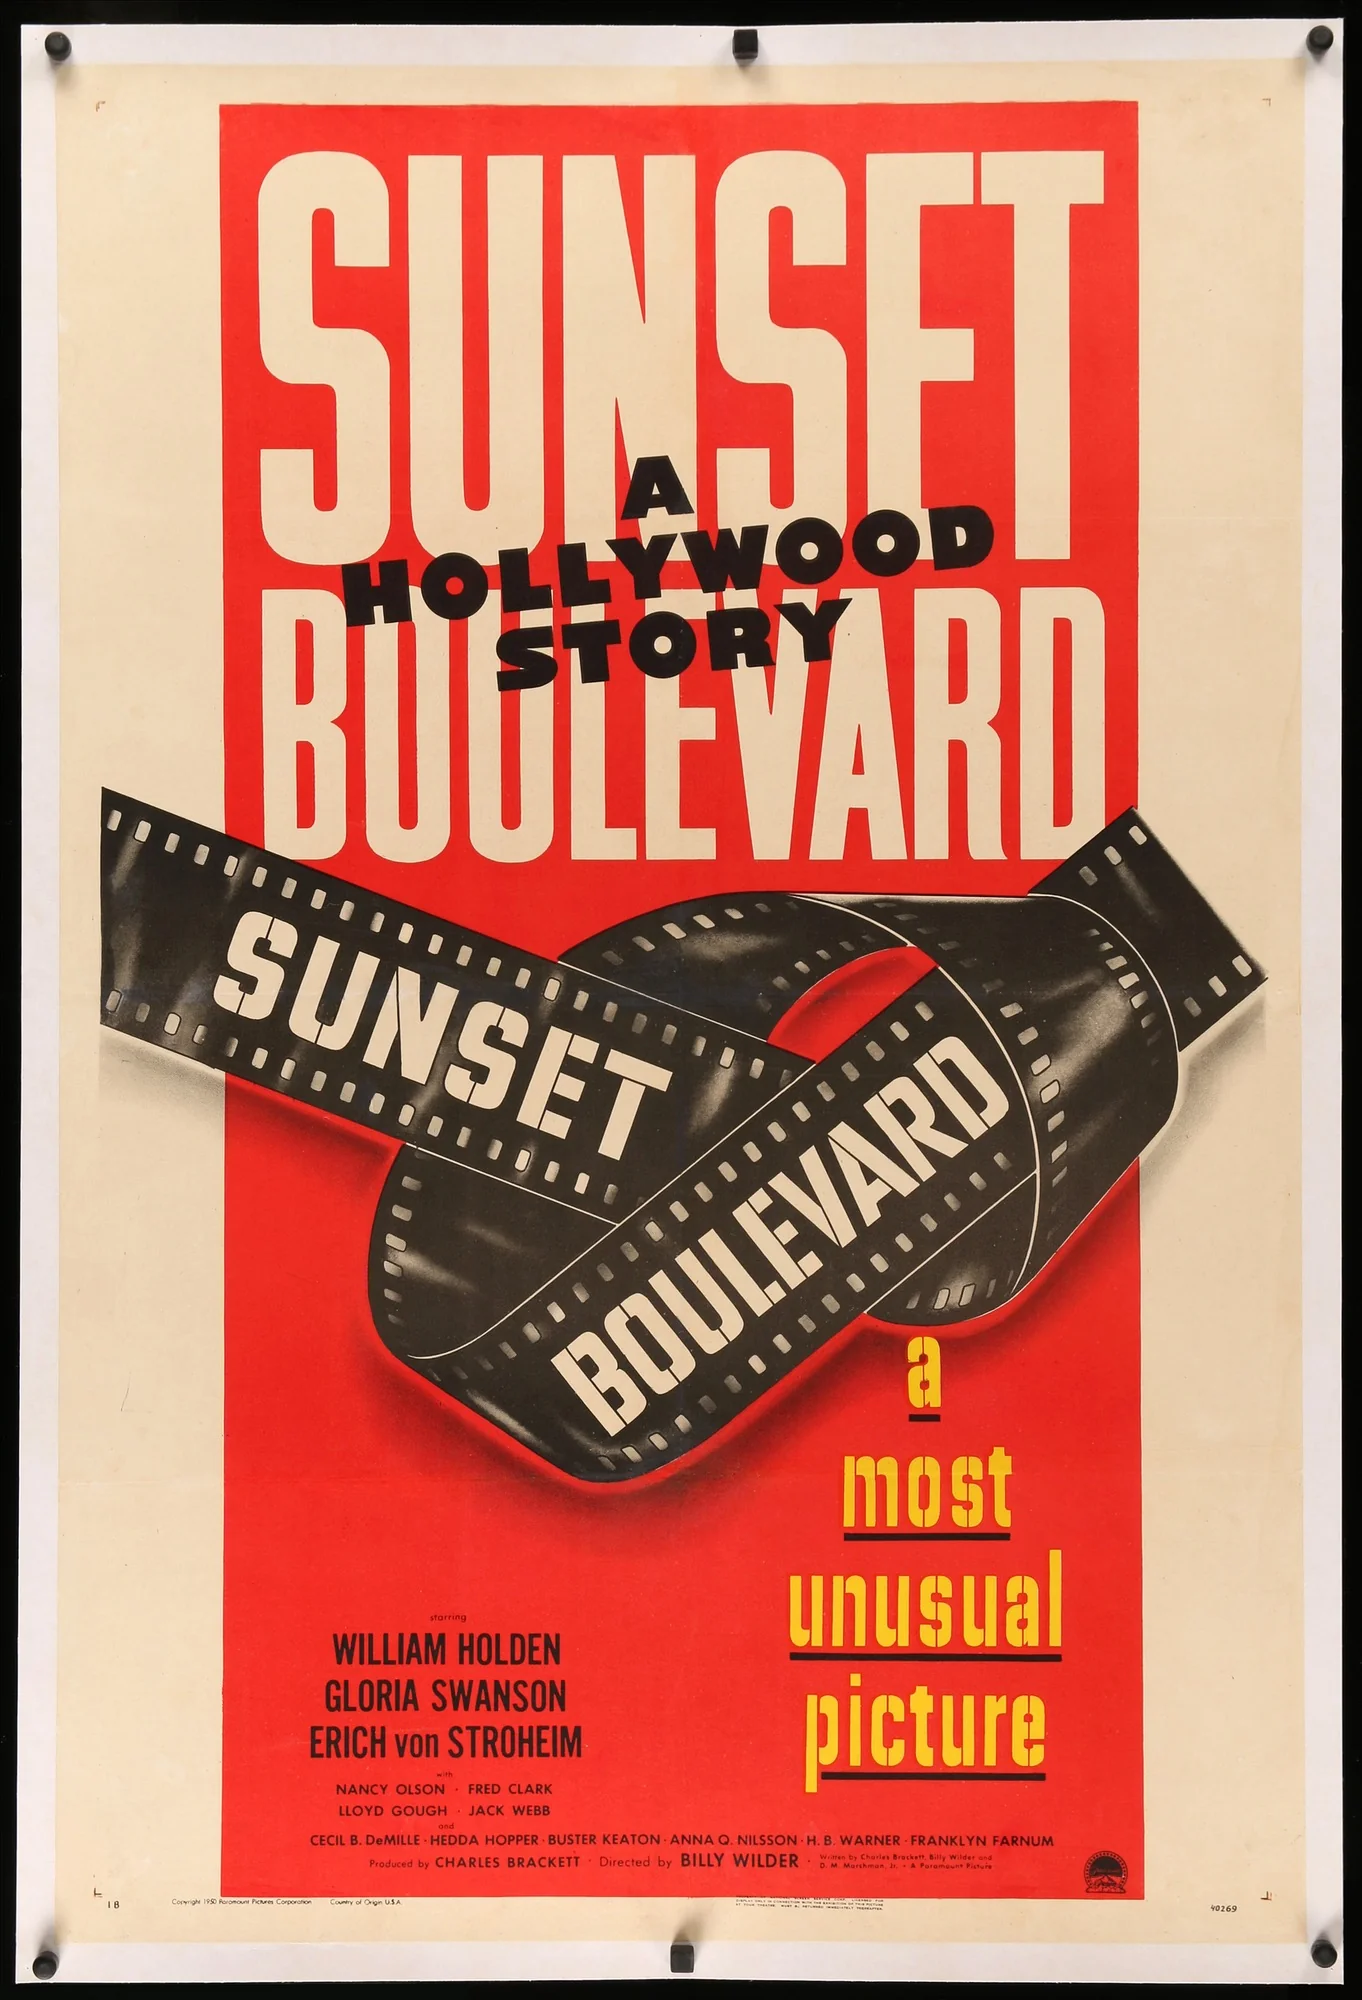 SUNSET
A
HOLLYWOOD
STORY
BOULEVARD
SUNSET
BOULEVARD
a
most
unusual
picture
starring
WILLIAM HOLDEN
GLORIA SWANSON
ERICH von STROHEIM
with
NANCY OLSON · FRED CLARK
LLOYD GOUGH · JACK WEBB
and
CECIL B. DeMILLE · HEDDA HOPPER · BUSTER KEATON · ANNA Q. NILSSON · H. B. WARNER · FRANKLYN FARNUM
Produced by CHARLES BRACKETT · Directed by BILLY WILDER · Written by Charles Brackett, Billy Wilder and
D. M. Marshman, Jr. · A Paramount Picture
18 Copyright 1950 Paramount Pictures Corporation Country of Origin U.S.A.
40269